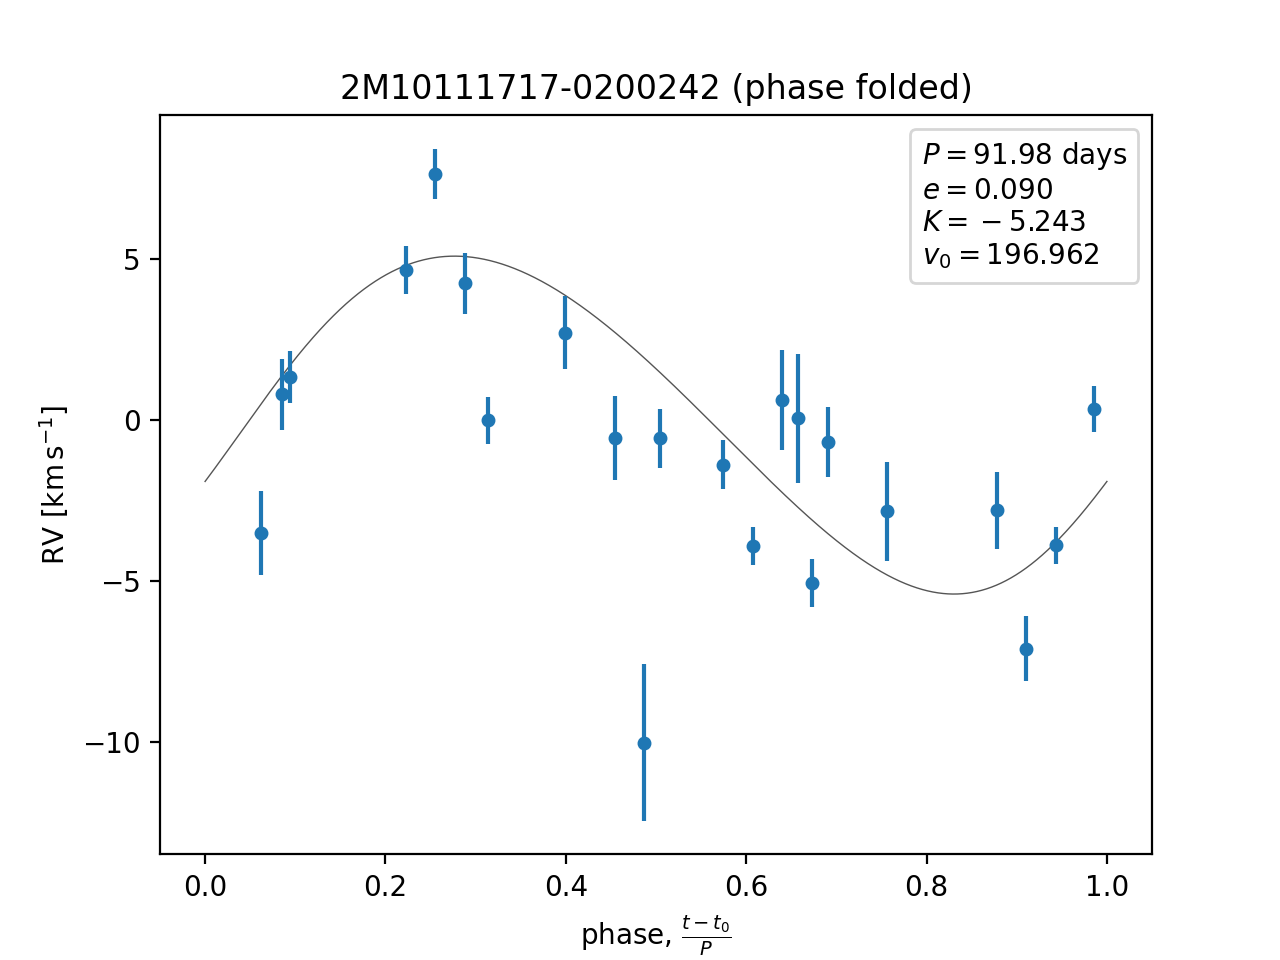 2M10111717-0200242 (phase folded)
P = 91.98 days
e = 0.090
K = −5.243
v₀ = 196.962
5
0
−5
−10
RV [km s⁻¹]
0.0 0.2 0.4 0.6 0.8 1.0
phase, (t − t₀)/P